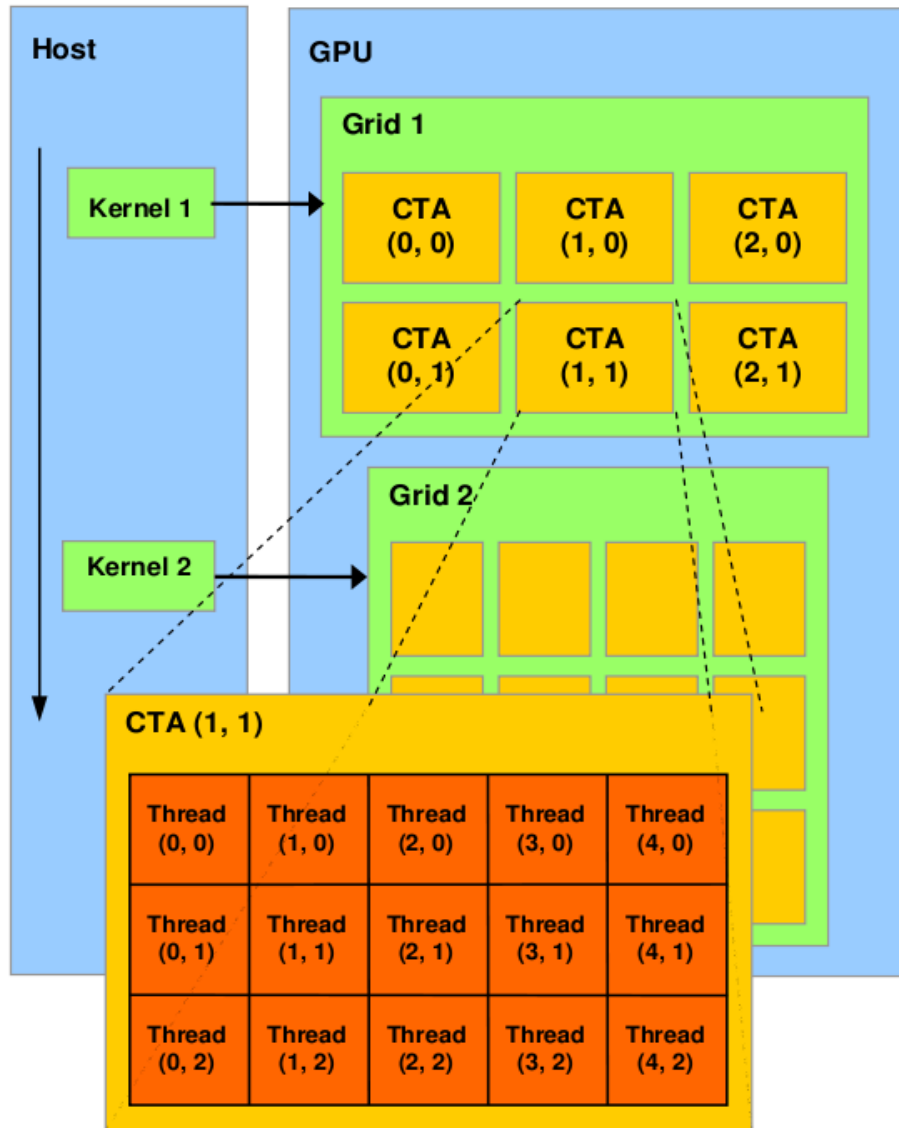 Host
GPU
Grid 1
Kernel 1
CTA
(0, 0)
CTA
(1, 0)
CTA
(2, 0)
CTA
(0, 1)
CTA
(1, 1)
CTA
(2, 1)
Grid 2
Kernel 2
CTA (1, 1)
Thread
(0, 0)
Thread
(1, 0)
Thread
(2, 0)
Thread
(3, 0)
Thread
(4, 0)
Thread
(0, 1)
Thread
(1, 1)
Thread
(2, 1)
Thread
(3, 1)
Thread
(4, 1)
Thread
(0, 2)
Thread
(1, 2)
Thread
(2, 2)
Thread
(3, 2)
Thread
(4, 2)